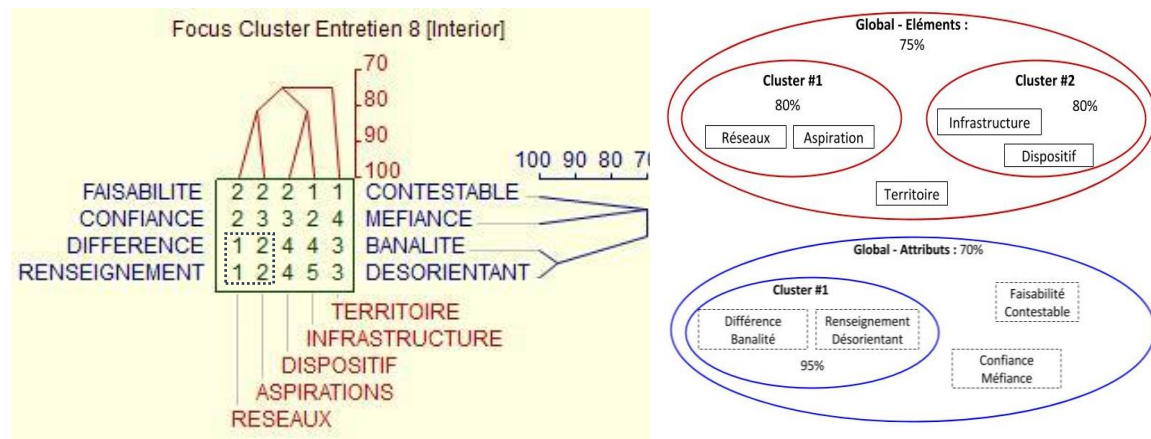 Focus Cluster Entretien 8 [Interior]
70
80
90
100
100 90 80
FAISABILITE 2 2 2 1 1 CONTESTABLE
CONFIANCE 2 3 3 2 4 MEFIANCE
DIFFERENCE 1 2 4 4 3 BANALITE
RENSEIGNEMENT 1 2 4 5 3 DESORIENTANT
TERRITOIRE
INFRASTRUCTURE
DISPOSITIF
ASPIRATIONS
RESEAUX
Global - Eléments :
75%
Cluster #1
80%
Réseaux
Aspiration
Cluster #2
80%
Infrastructure
Dispositif
Territoire
Global - Attributs : 70%
Cluster #1
Différence
Banalité
Renseignement
Désorientant
95%
Faisabilité
Contestable
Confiance
Méfiance